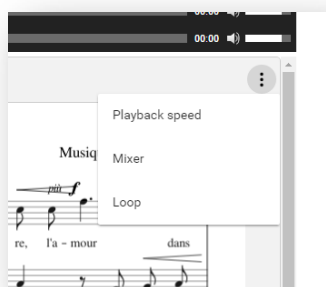 00:00
00:00
Playback speed
Musiq
Mixer
più f
Loop
re, l'a - mour dans